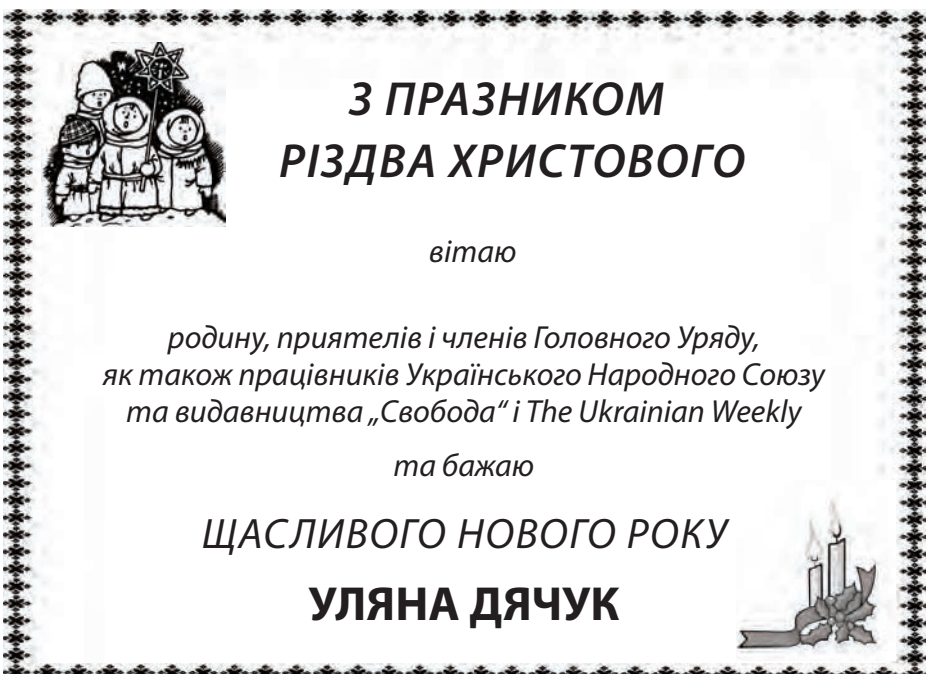 З ПРАЗНИКОМ
РІЗДВА ХРИСТОВОГО
вітаю
родину, приятелів і членів Головного Уряду,
як також працівників Українського Народного Союзу
та видавництва „Свобода“ і The Ukrainian Weekly
та бажаю
ЩАСЛИВОГО НОВОГО РОКУ
УЛЯНА ДЯЧУК